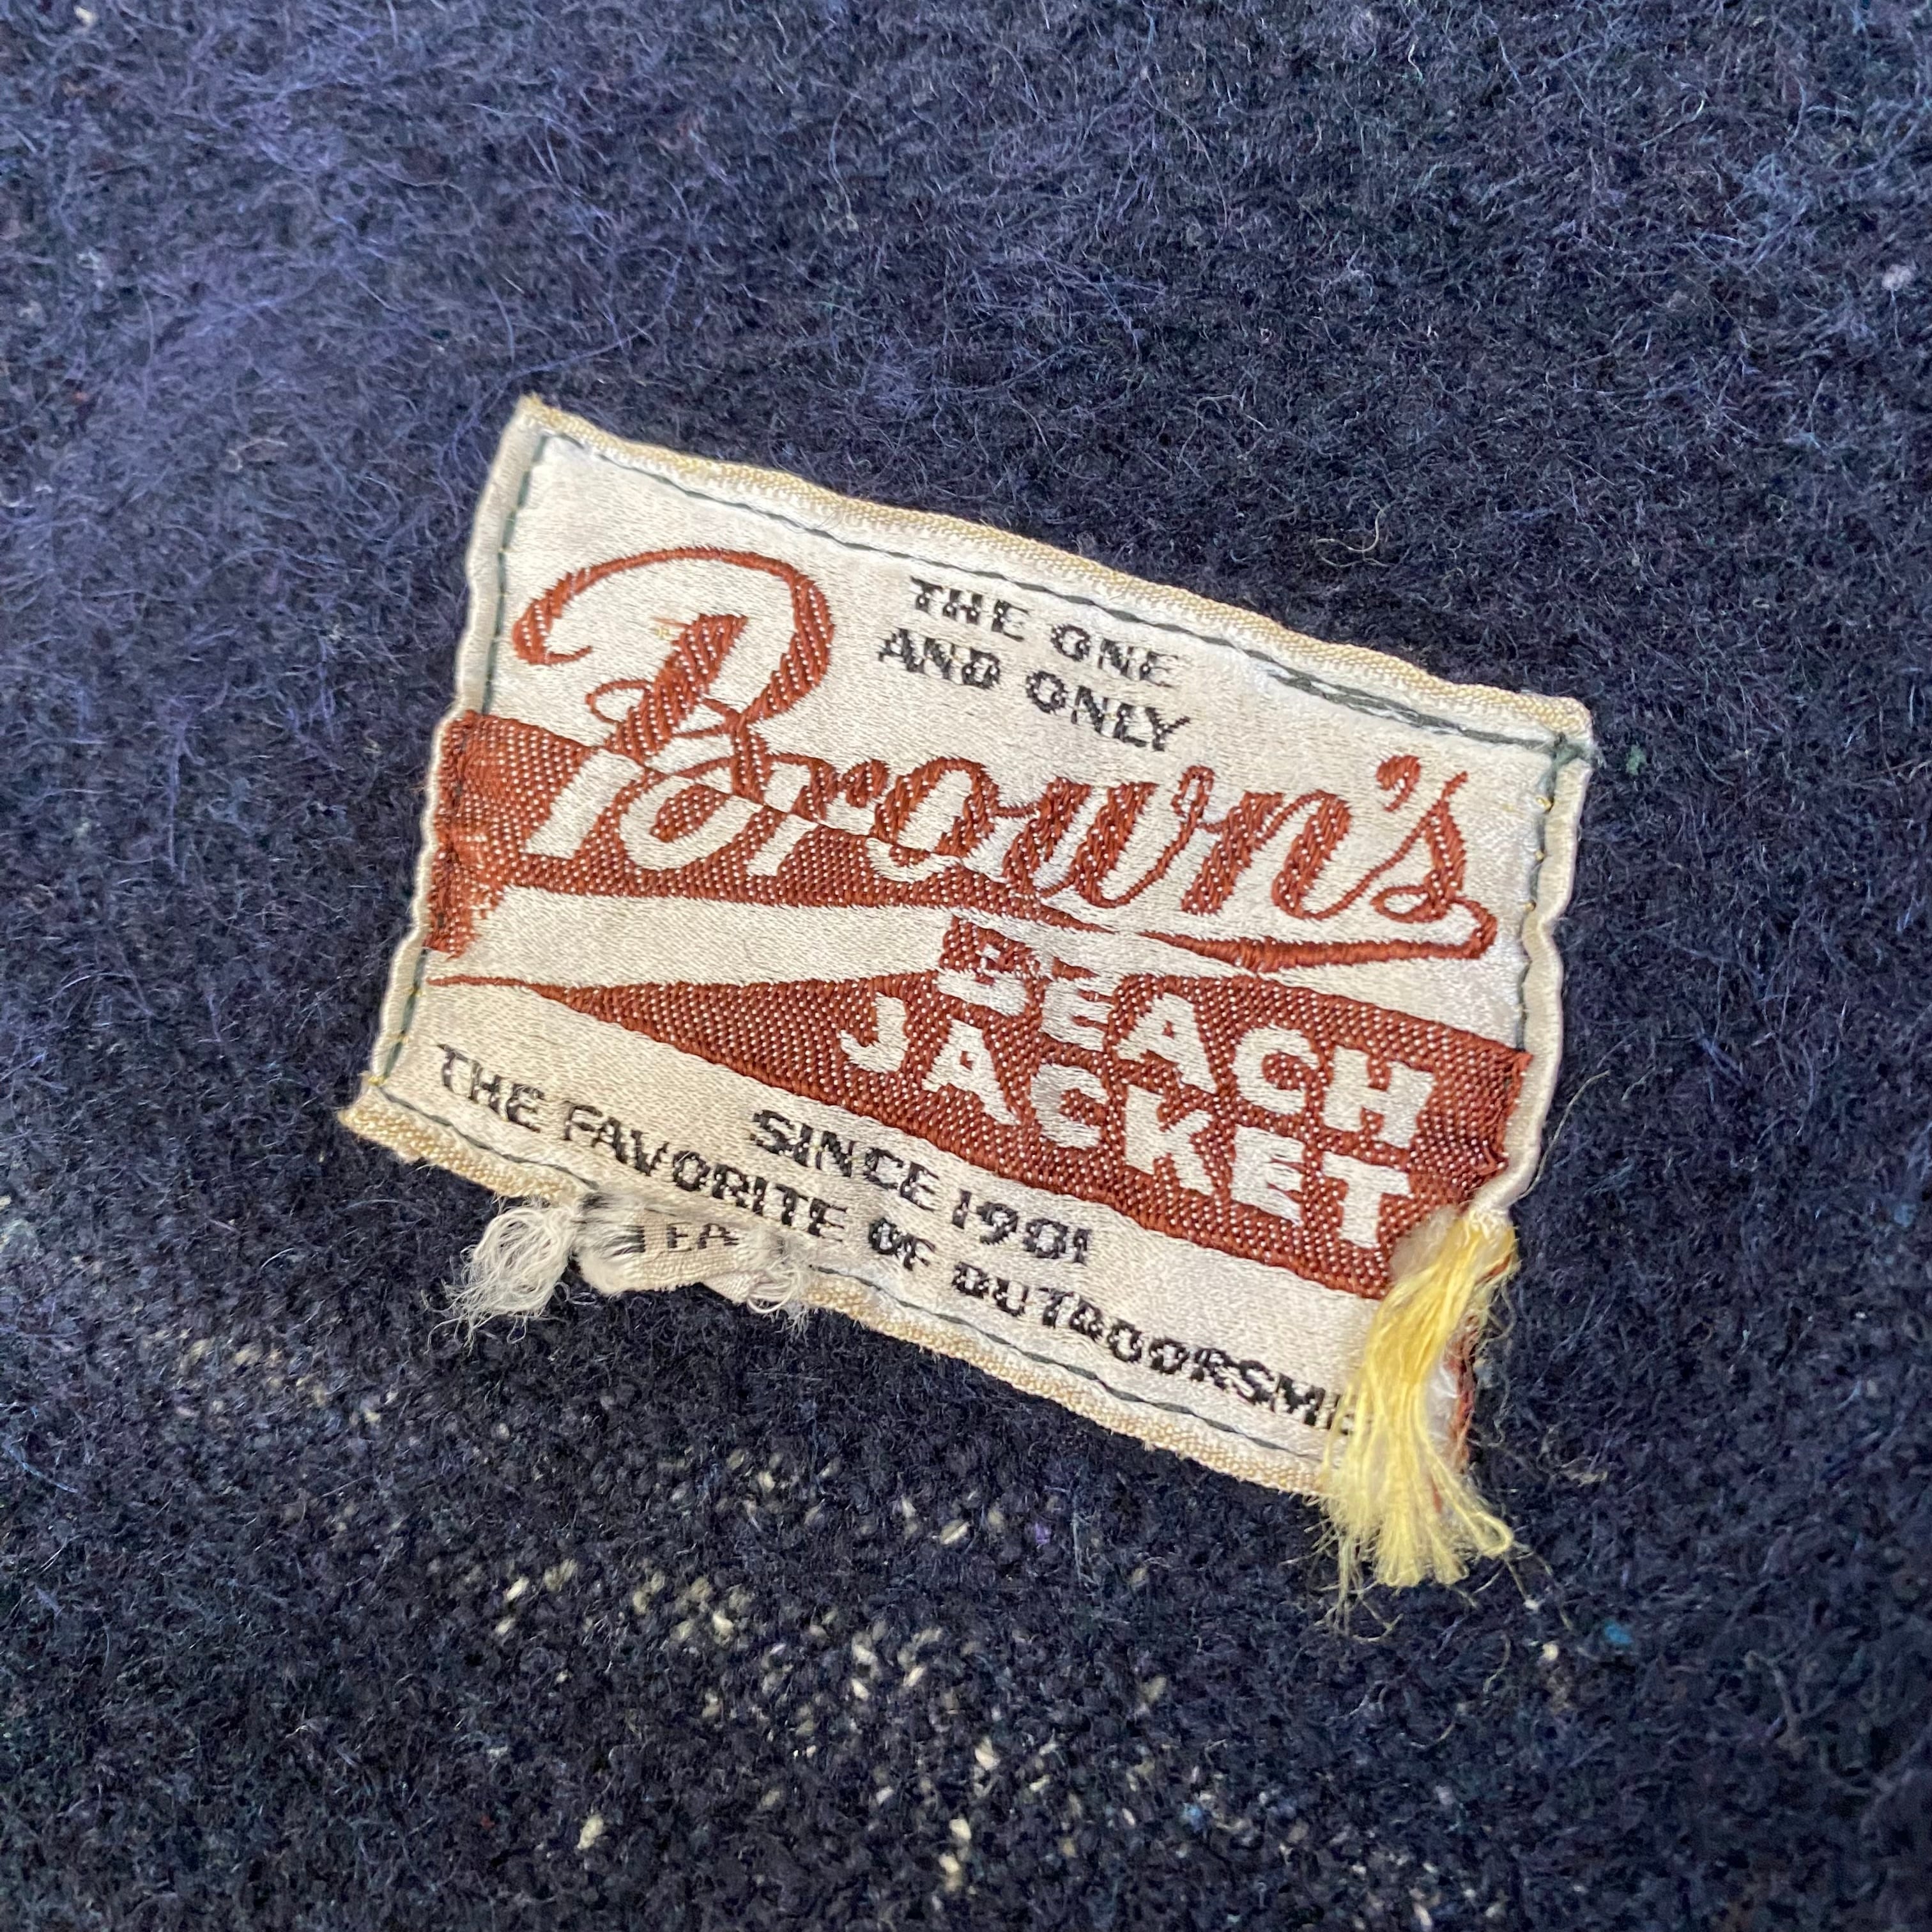 THE ONE
AND ONLY
Brown's
BEACH
JACKET
SINCE 1901
THE FAVORITE OF OUTDOORSME